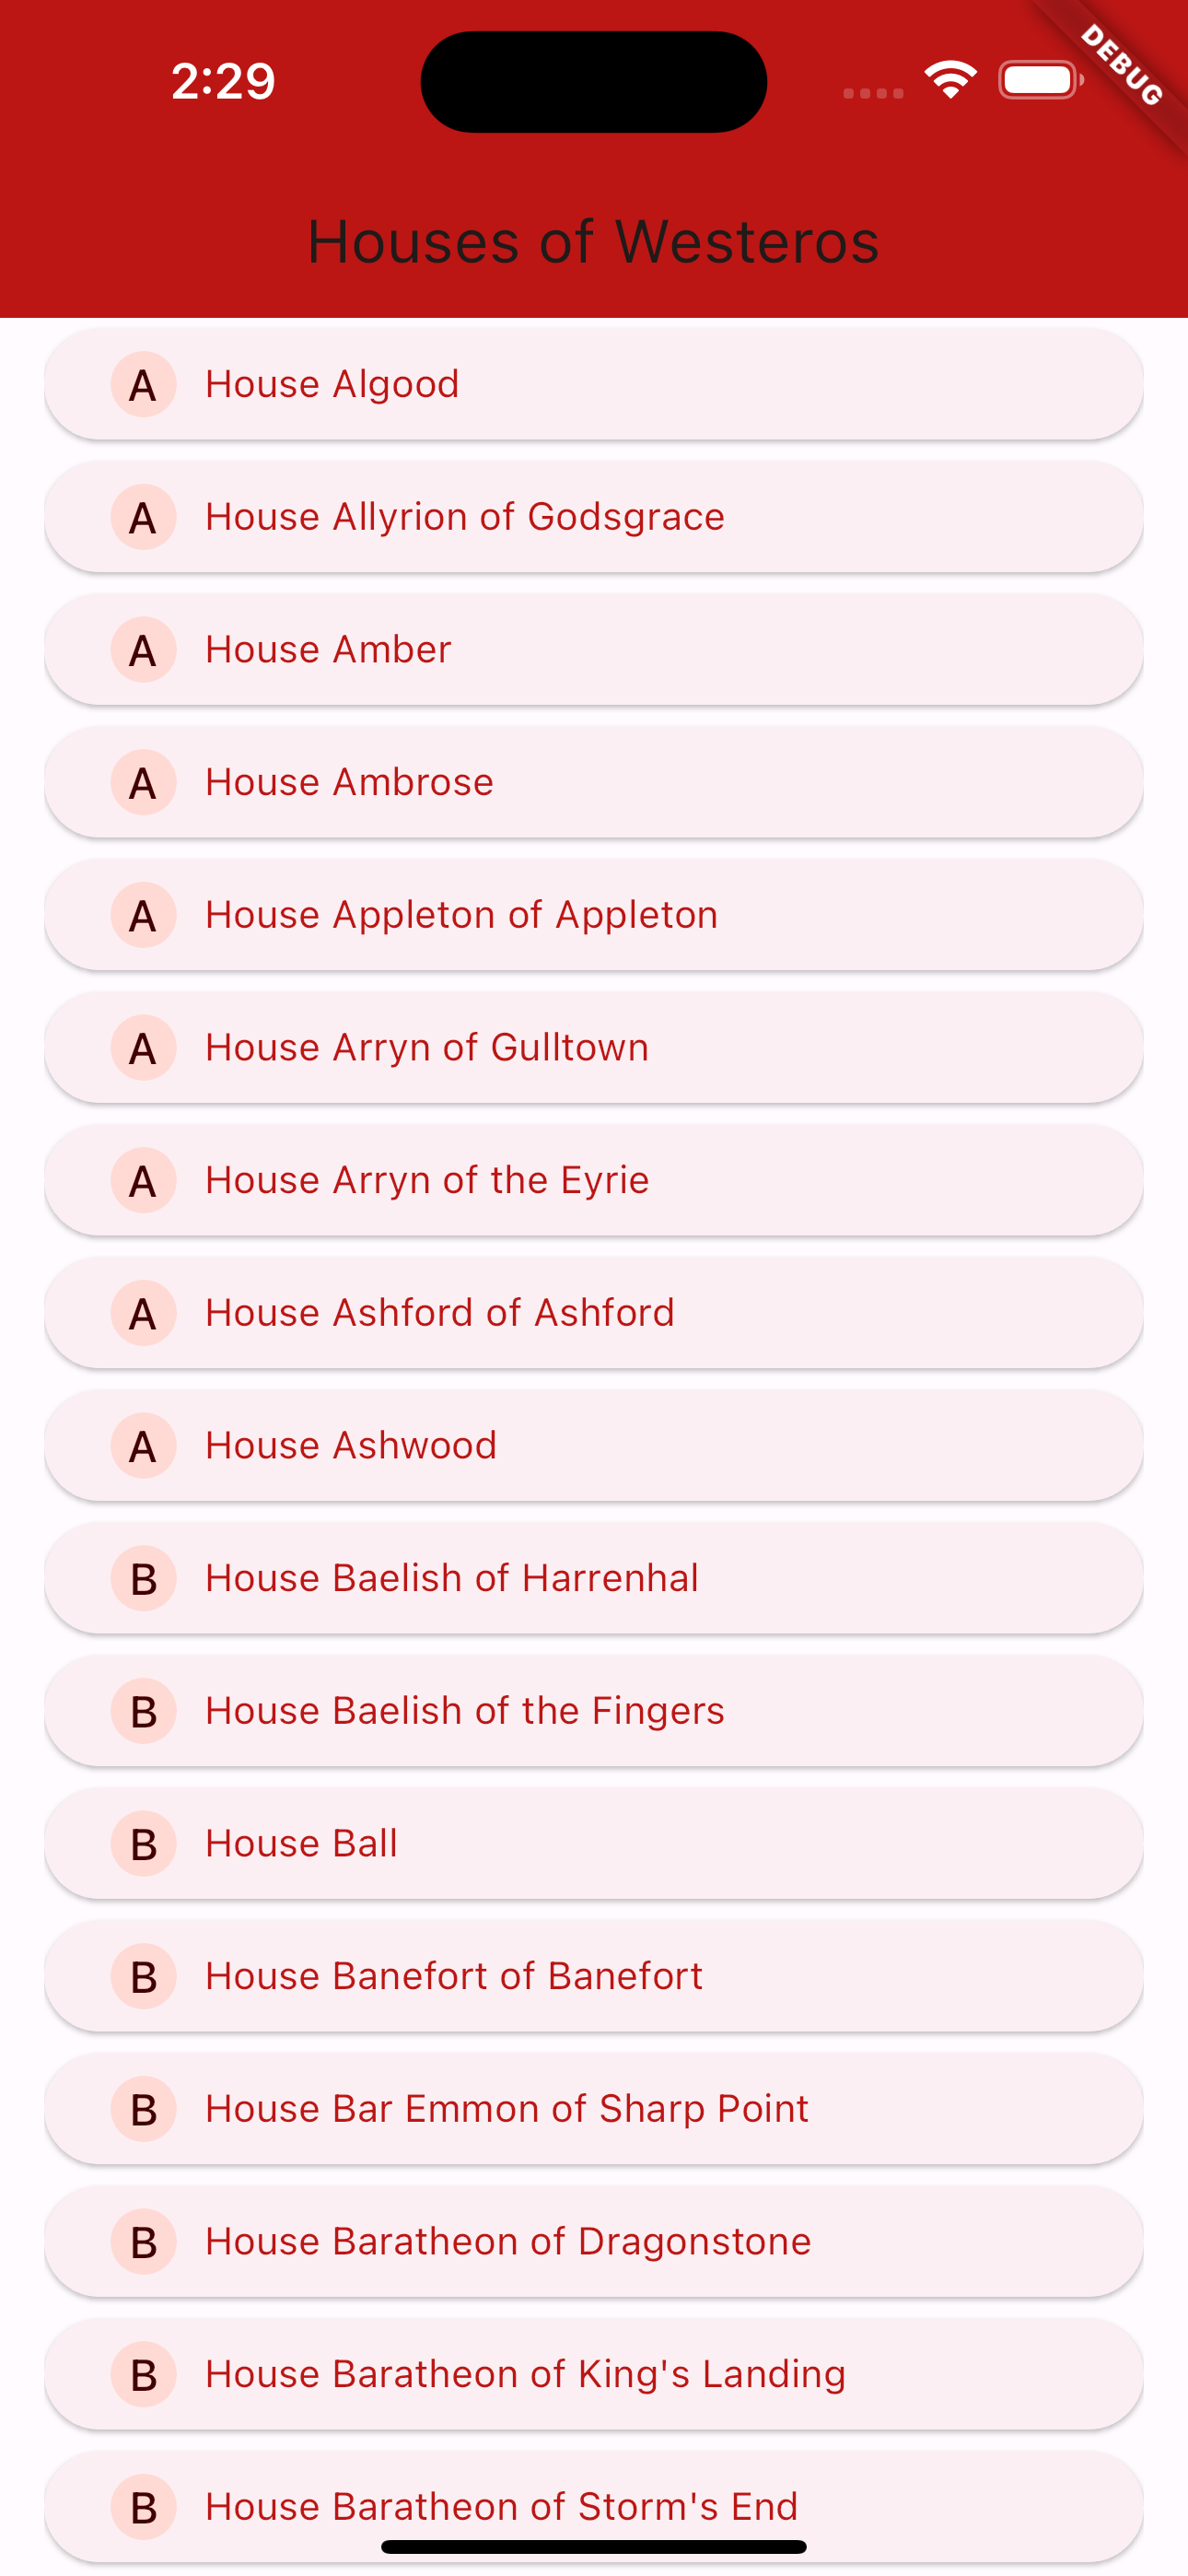 2:29
DEBUG
Houses of Westeros
A House Algood
A House Allyrion of Godsgrace
A House Amber
A House Ambrose
A House Appleton of Appleton
A House Arryn of Gulltown
A House Arryn of the Eyrie
A House Ashford of Ashford
A House Ashwood
B House Baelish of Harrenhal
B House Baelish of the Fingers
B House Ball
B House Banefort of Banefort
B House Bar Emmon of Sharp Point
B House Baratheon of Dragonstone
B House Baratheon of King's Landing
B House Baratheon of Storm's End